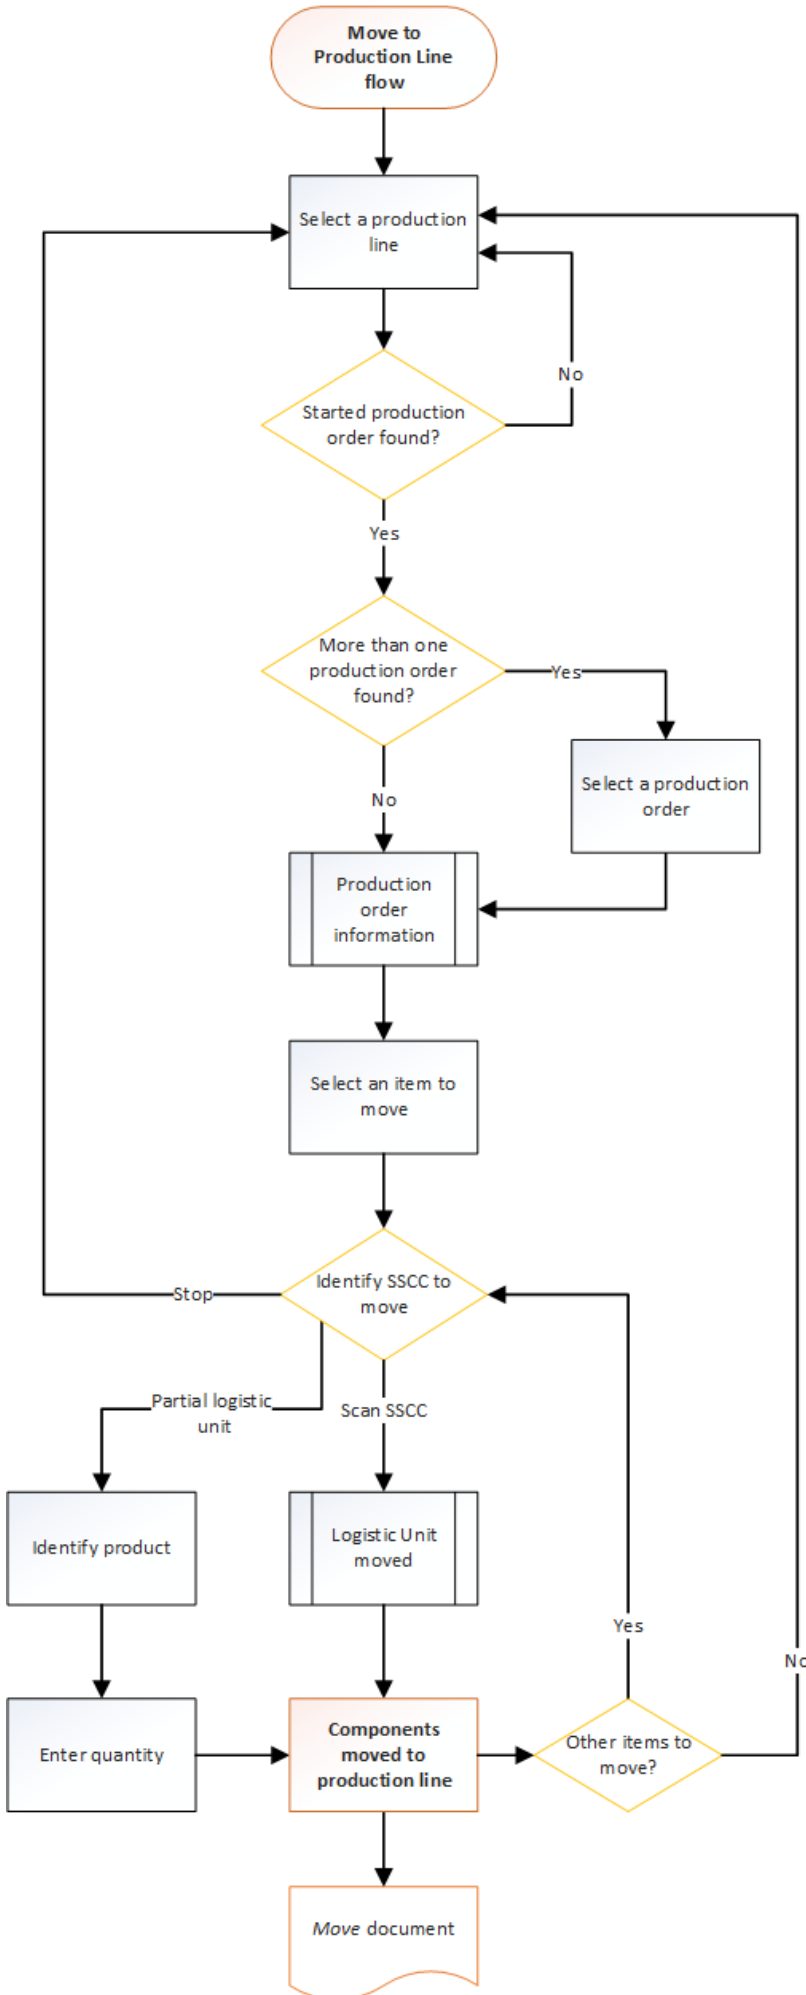 Move to
Production Line
flow
Select a production
line
No
Started production
order found?
Yes
More than one
production order
found?
Yes
Select a production
order
No
Production
order
information
Select an item to
move
Identify SSCC to
move
Stop
Partial logistic
unit
Scan SSCC
Identify product
Logistic Unit
moved
Yes
No
Enter quantity
Components
moved to
production line
Other items to
move?
Move document